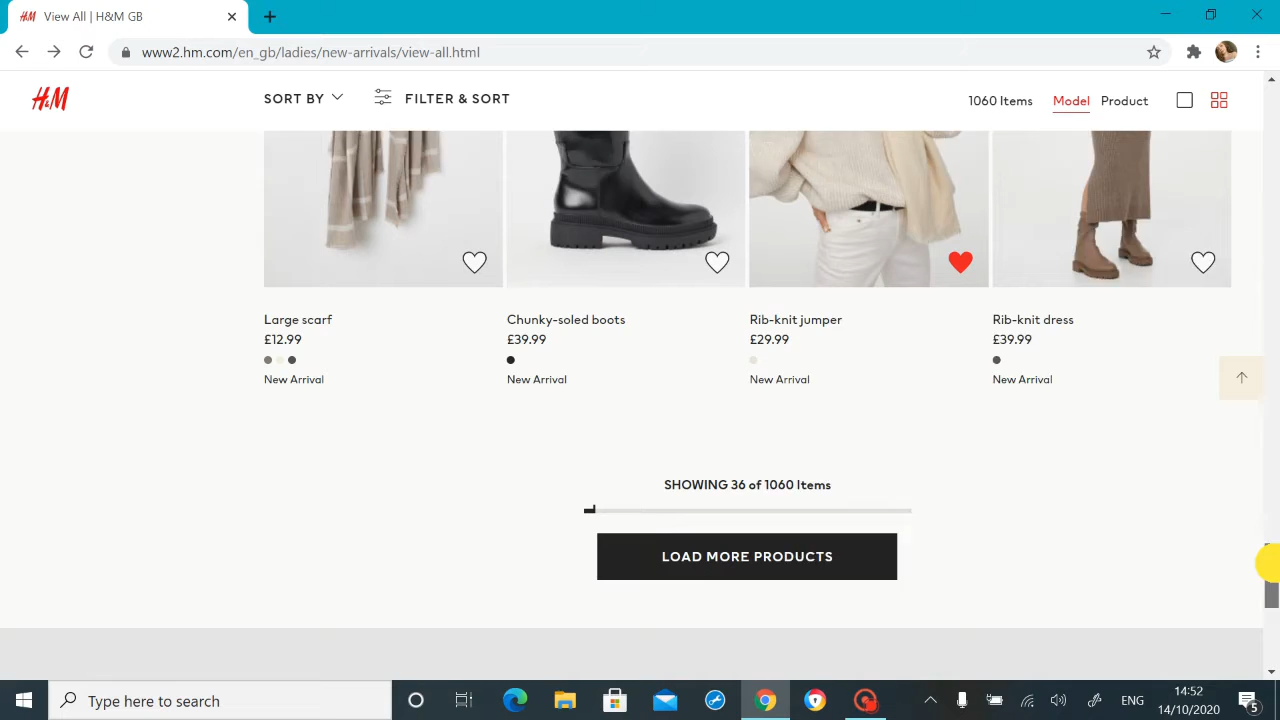 H&M View All | H&M GB
www2.hm.com/en_gb/ladies/new-arrivals/view-all.html
H&M SORT BY FILTER & SORT 1060 Items Model Product
Large scarf Chunky-soled boots Rib-knit jumper Rib-knit dress
£12.99 £39.99 £29.99 £39.99
New Arrival New Arrival New Arrival New Arrival
SHOWING 36 of 1060 Items
LOAD MORE PRODUCTS
Type here to search ENG 14:52 5
14/10/2020